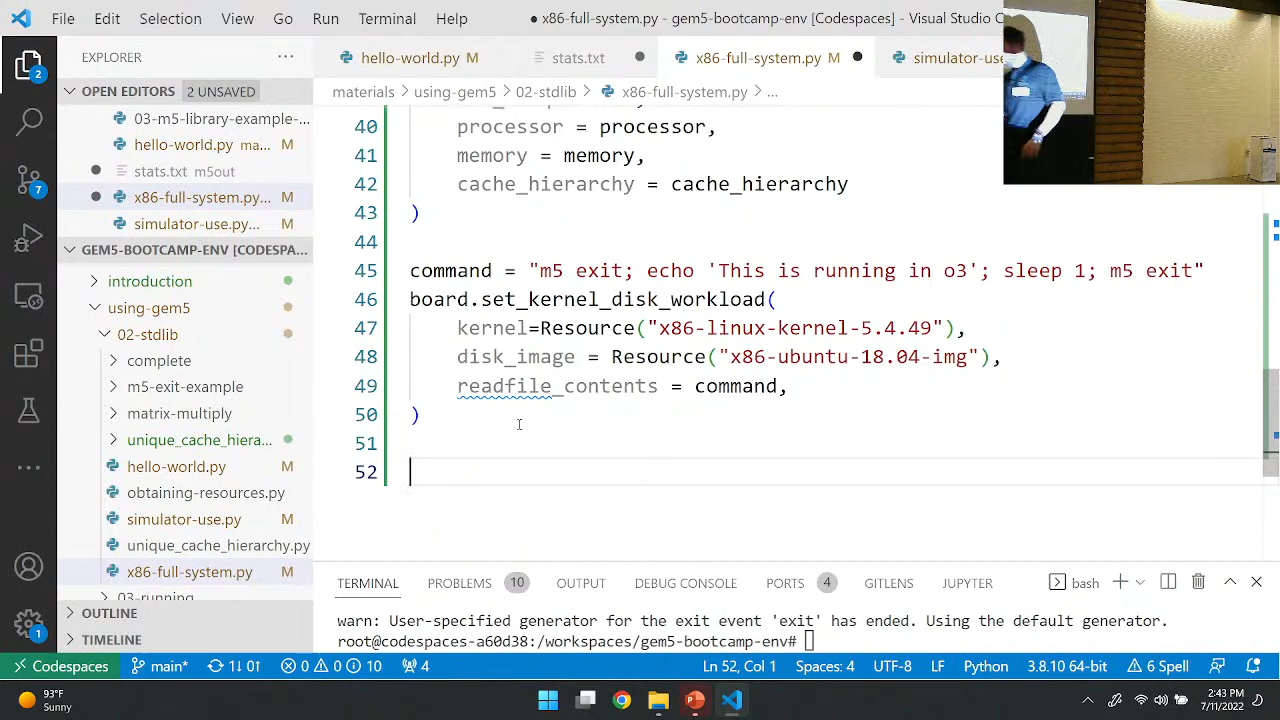 File Edit Selection View Go Run Terminal Help ● x86-full-system.py - gem5-bootcamp-env [Codespaces] - Visual Studio C
EXPLORER ···
hello-world.py M
stats.txt ●
x86-full-system.py M ●
simulator-use
OPEN EDITORS 2 UNSAVED
materials > using-gem5 > 02-stdlib > x86-full-system.py > ...
03-m5-library-example-...
hello-world.py ma... M
stats.txt m5out
x86-full-system.py... M
simulator-use.py... M
GEM5-BOOTCAMP-ENV [CODESPA...
introduction
using-gem5
02-stdlib
complete
m5-exit-example
matrix-multiply
unique_cache_hiera...
hello-world.py M
obtaining-resources.py
simulator-use.py M
unique_cache_hierarchy.py
x86-full-system.py M
03-running
OUTLINE
TIMELINE
2
7
1
40 processor = processor,
41 memory = memory,
42 cache_hierarchy = cache_hierarchy
43 )
44
45 command = "m5 exit; echo 'This is running in o3'; sleep 1; m5 exit"
46 board.set_kernel_disk_workload(
47 kernel=Resource("x86-linux-kernel-5.4.49"),
48 disk_image = Resource("x86-ubuntu-18.04-img"),
49 readfile_contents = command,
50 )
51
52
TERMINAL PROBLEMS 10 OUTPUT DEBUG CONSOLE PORTS 4 GITLENS JUPYTER bash
warn: User-specified generator for the exit event 'exit' has ended. Using the default generator.
root@codespaces-a60d38:/workspaces/gem5-bootcamp-env#
Codespaces main* 1↓ 0↑ 0 0 10 4 Ln 52, Col 1 Spaces: 4 UTF-8 LF Python 3.8.10 64-bit 6 Spell
93°F
Sunny
2:43 PM
7/11/2022